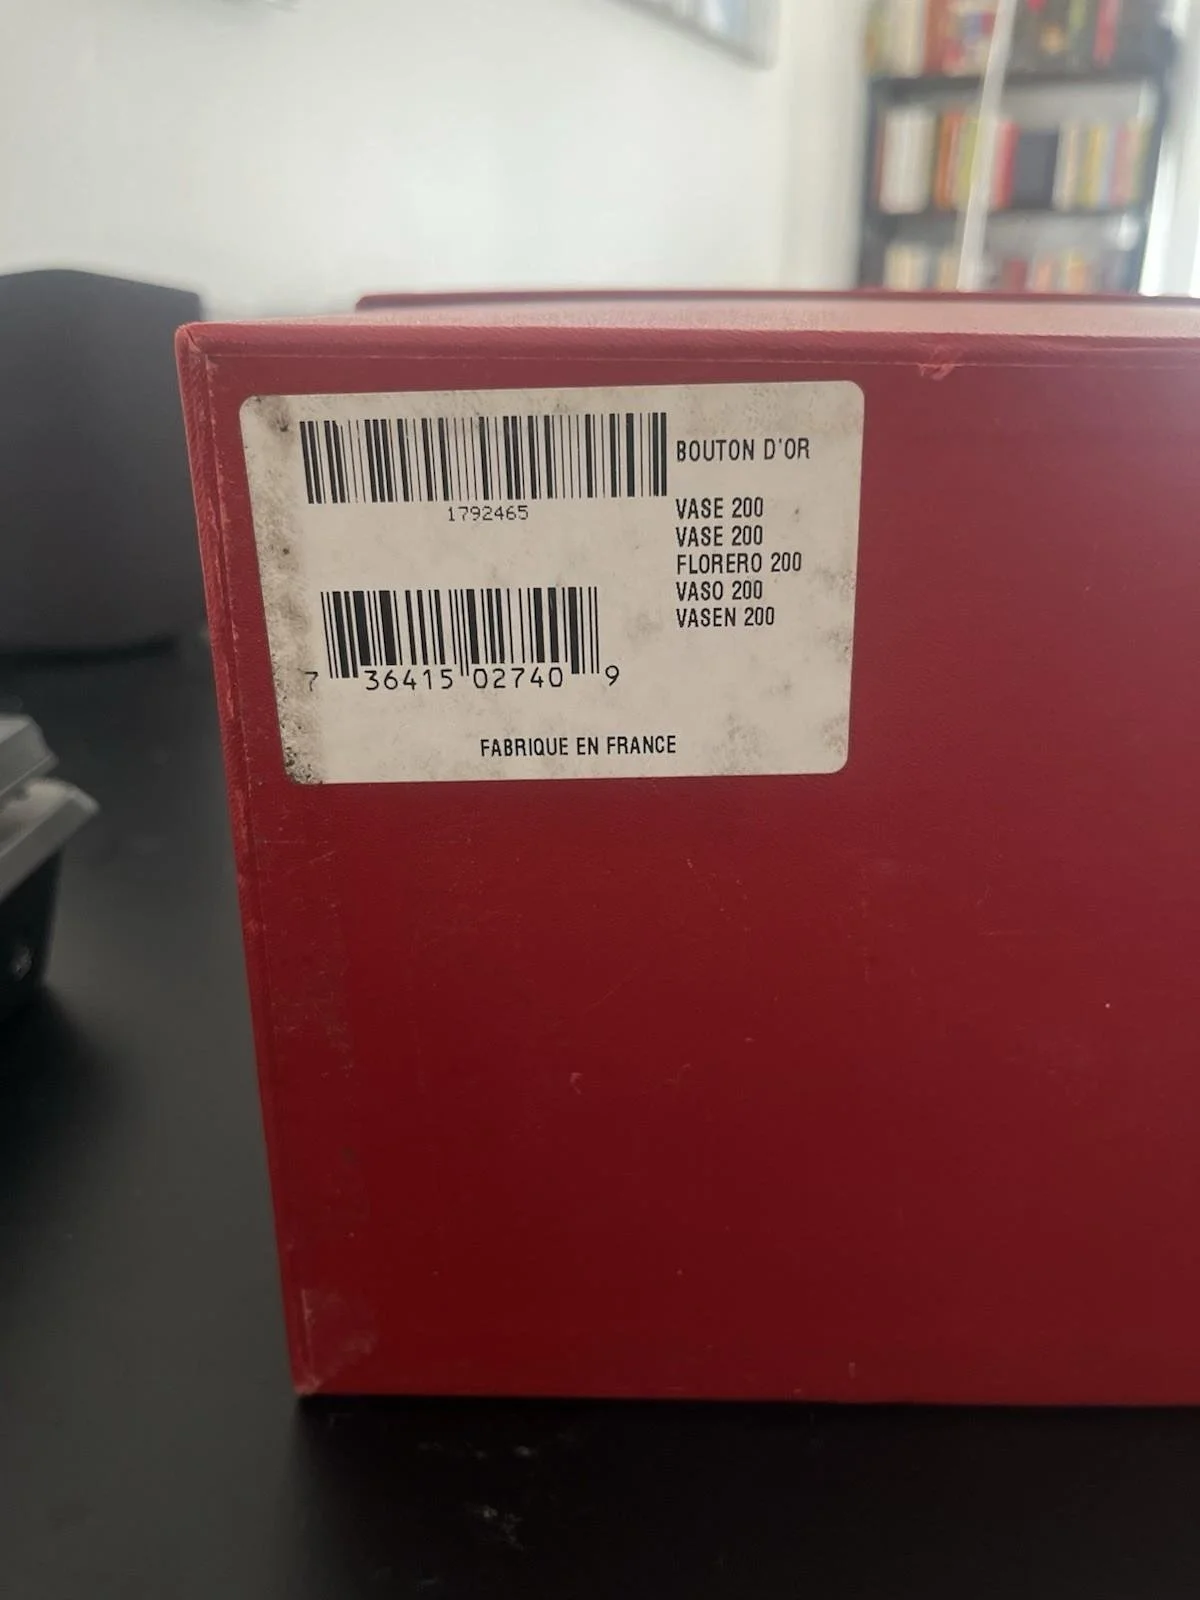 BOUTON D'OR
1792465
VASE 200
VASE 200
FLORERO 200
VASO 200
VASEN 200
7 36415 02740 9
FABRIQUE EN FRANCE